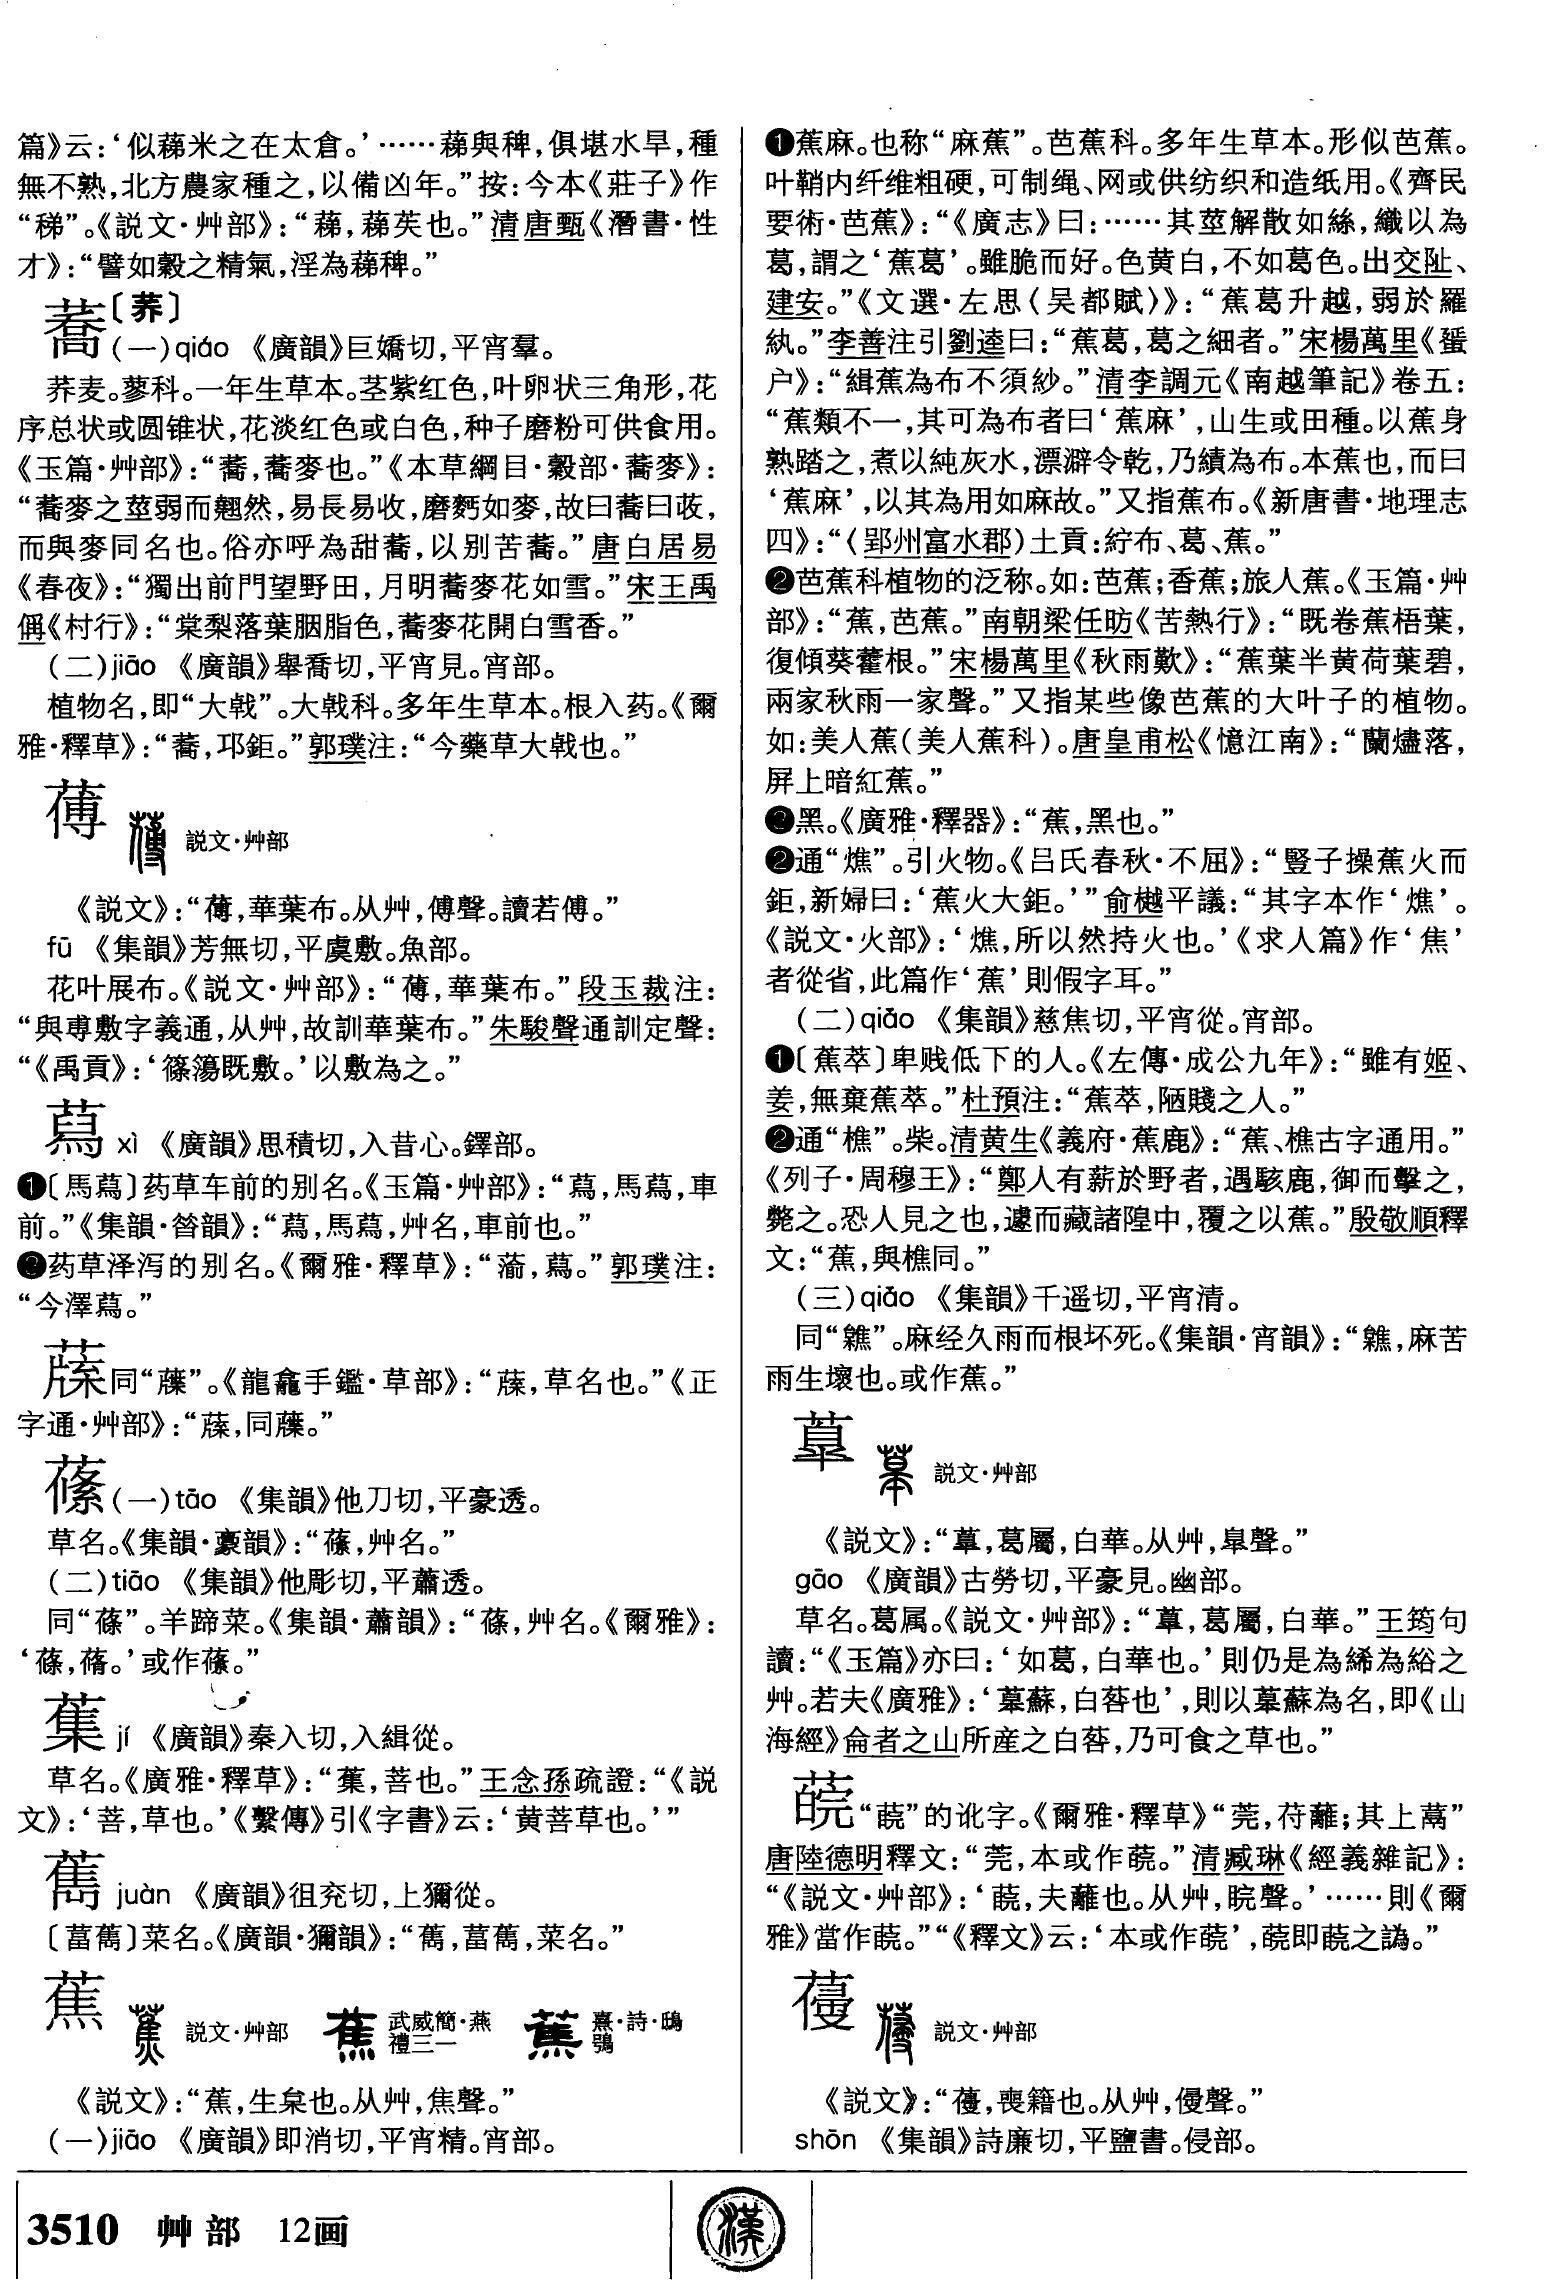 篇》云：‘似蕛米之在太倉。’……蕛與稗，俱堪水旱，種
無不熟，北方農家種之，以備凶年。”按：今本《莊子》作
“稊”。《説文·艸部》：“蕛，蕛苵也。”清唐甄《潛書·性
才》：“譬如穀之精氣，淫為蕛稗。”
蕎〔荞〕
(一)qiáo 《廣韻》巨嬌切，平宵羣。
荞麦。蓼科。一年生草本。茎紫红色，叶卵状三角形，花
序总状或圆锥状，花淡红色或白色，种子磨粉可供食用。
《玉篇·艸部》：“蕎，蕎麥也。”《本草綱目·穀部·蕎麥》：
“蕎麥之莖弱而翹然，易長易收，磨麪如麥，故曰蕎曰荍，
而與麥同名也。俗亦呼為甜蕎，以别苦蕎。”唐白居易
《春夜》：“獨出前門望野田，月明蕎麥花如雪。”宋王禹
偁《村行》：“棠梨落葉胭脂色，蕎麥花開白雪香。”
(二)jiāo 《廣韻》舉喬切，平宵見。宵部。
植物名，即“大戟”。大戟科。多年生草本。根入药。《爾
雅·釋草》：“蕎，邛鉅。”郭璞注：“今藥草大戟也。”
蒪 説文·艸部
《説文》：“，華葉布。从艸，傅聲。讀若傅。”
fū 《集韻》芳無切，平虞敷。魚部。
花叶展布。《説文·艸部》：“，華葉布。”段玉裁注：
“與尃敷字義通，从艸，故訓華葉布。”朱駿聲通訓定聲：
“《禹貢》：‘篠簜既敷。’以敷為之。”
蕮 xì 《廣韻》思積切，入昔心。鐸部。
❶〔馬蕮〕药草车前的别名。《玉篇·艸部》：“蕮，馬蕮，車
前。”《集韻·㫺韻》：“蕮，馬蕮，艸名，車前也。”
❷药草泽泻的别名。《爾雅·釋草》：“蕍，蕮。”郭璞注：
“今澤蕮。”
同“”。《龍龕手鑑·草部》：“，草名也。”《正
字通·艸部》：“，同。”
(一)tāo 《集韻》他刀切，平豪透。
草名。《集韻·豪韻》：“，艸名。”
(二)tiāo 《集韻》他彫切，平蕭透。
同“蓨”。羊蹄菜。《集韻·蕭韻》：“蓨，艸名。《爾雅》：
‘蓨，蓚。’或作。”
蕉 jí 《廣韻》秦入切，入緝從。
草名。《廣雅·釋草》：“，菩也。”王念孫疏證：“《説
文》：‘菩，草也。’《繫傳》引《字書》云：‘黄菩草也。’”
juàn 《廣韻》徂兖切，上獮從。
〔葍〕菜名。《廣韻·獮韻》：“，葍，菜名。”
蕉 説文·艸部 武威簡·燕禮三一 熹·詩·鴟鴞
《説文》：“蕉，生枲也。从艸，焦聲。”
(一)jiāo 《廣韻》即消切，平宵精。宵部。
❶蕉麻。也称“麻蕉”。芭蕉科。多年生草本。形似芭蕉。
叶鞘内纤维粗硬，可制绳、网或供纺织和造纸用。《齊民
要術·芭蕉》：“《廣志》曰：……其莖解散如絲，織以為
葛，謂之‘蕉葛’。雖脆而好。色黄白，不如葛色。出交阯、
建安。”《文選·左思〈吴都賦〉》：“蕉葛升越，弱於羅
紈。”李善注引劉逵曰：“蕉葛，葛之細者。”宋楊萬里《蜑
户》：“緝蕉為布不須紗。”清李調元《南越筆記》卷五：
“蕉類不一，其可為布者曰‘蕉麻’，山生或田種。以蕉身
熟踏之，煮以純灰水，漂澼令乾，乃績為布。本蕉也，而曰
‘蕉麻’，以其為用如麻故。”又指蕉布。《新唐書·地理志
四》：“（郢州富水郡）土貢：紵布、葛、蕉。”
❷芭蕉科植物的泛称。如：芭蕉；香蕉；旅人蕉。《玉篇·艸
部》：“蕉，芭蕉。”南朝梁任昉《苦熱行》：“既卷蕉梧葉，
復傾葵藿根。”宋楊萬里《秋雨歎》：“蕉葉半黄荷葉碧，
兩家秋雨一家聲。”又指某些像芭蕉的大叶子的植物。
如：美人蕉（美人蕉科）。唐皇甫松《憶江南》：“蘭燼落，
屏上暗紅蕉。”
❸黑。《廣雅·釋器》：“蕉，黑也。”
❷通“燋”。引火物。《吕氏春秋·不屈》：“豎子操蕉火而
鉅，新婦曰：‘蕉火大鉅。’”俞樾平議：“其字本作‘燋’。
《説文·火部》：‘燋，所以然持火也。’《求人篇》作‘焦’
者從省，此篇作‘蕉’則假字耳。”
(二)qiáo 《集韻》慈焦切，平宵從。宵部。
❶〔蕉萃〕卑贱低下的人。《左傳·成公九年》：“雖有姬、
姜，無棄蕉萃。”杜預注：“蕉萃，陋賤之人。”
❷通“樵”。柴。清黄生《義府·蕉鹿》：“蕉、樵古字通用。”
《列子·周穆王》：“鄭人有薪於野者，遇駭鹿，御而擊之，
斃之。恐人見之也，遽而藏諸隍中，覆之以蕉。”殷敬順釋
文：“蕉，與樵同。”
(三)qiāo 《集韻》千遥切，平宵清。
同“䩌”。麻经久雨而根坏死。《集韻·宵韻》：“，麻苦
雨生壞也。或作蕉。”
説文·艸部
《説文》：“，葛屬，白華。从艸，皋聲。”
gāo 《廣韻》古勞切，平豪見。幽部。
草名。葛属。《説文·艸部》：“，葛屬，白華。”王筠句
讀：“《玉篇》亦曰：‘如葛，白華也。’則仍是為絺為綌之
艸。若夫《廣雅》：‘蘇，白蓉也’，則以蘇為名，即《山
海經》侖者之山所産之白蓉，乃可食之草也。”
“”的讹字。《爾雅·釋草》“莞，苻蘺；其上蒚”
唐陸德明釋文：“莞，本或作。”清臧琳《經義雜記》：
“《説文·艸部》：‘，夫蘺也。从艸，睆聲。’……則《爾
雅》當作。”“《釋文》云：‘本或作’，即之譌。”
説文·艸部
《説文》：“，喪籍也。从艸，侵聲。”
shān 《集韻》詩廉切，平鹽書。侵部。
3510 艸部 12画
漢